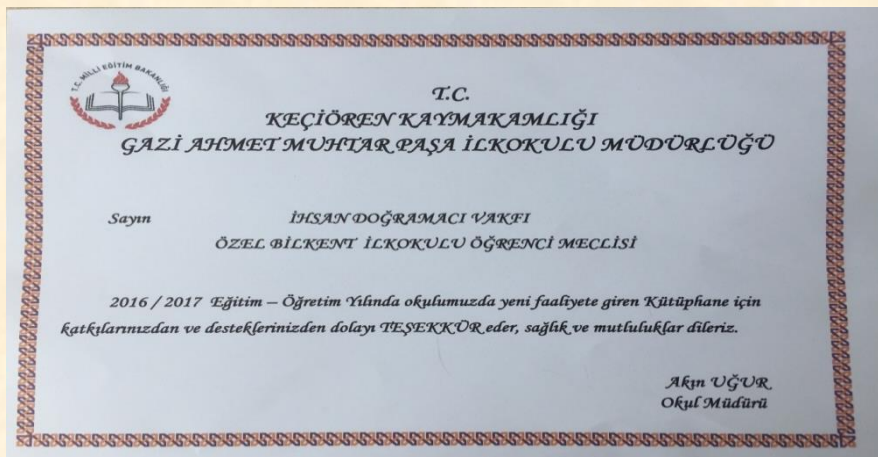 T.C. MİLLİ EĞİTİM BAKANLIĞI
T.C.
KEÇİÖREN KAYMAKAMLIĞI
GAZİ AHMET MUHTAR PAŞA İLKOKULU MÜDÜRLÜĞÜ
Sayın İHSAN DOĞRAMACI VAKFI
ÖZEL BİLKENT İLKOKULU ÖĞRENCİ MECLİSİ
2016 / 2017 Eğitim – Öğretim Yılında okulumuzda yeni faaliyete giren Kütüphane için
katkılarınızdan ve desteklerinizden dolayı TEŞEKKÜR eder, sağlık ve mutluluklar dileriz.
Akın UĞUR
Okul Müdürü